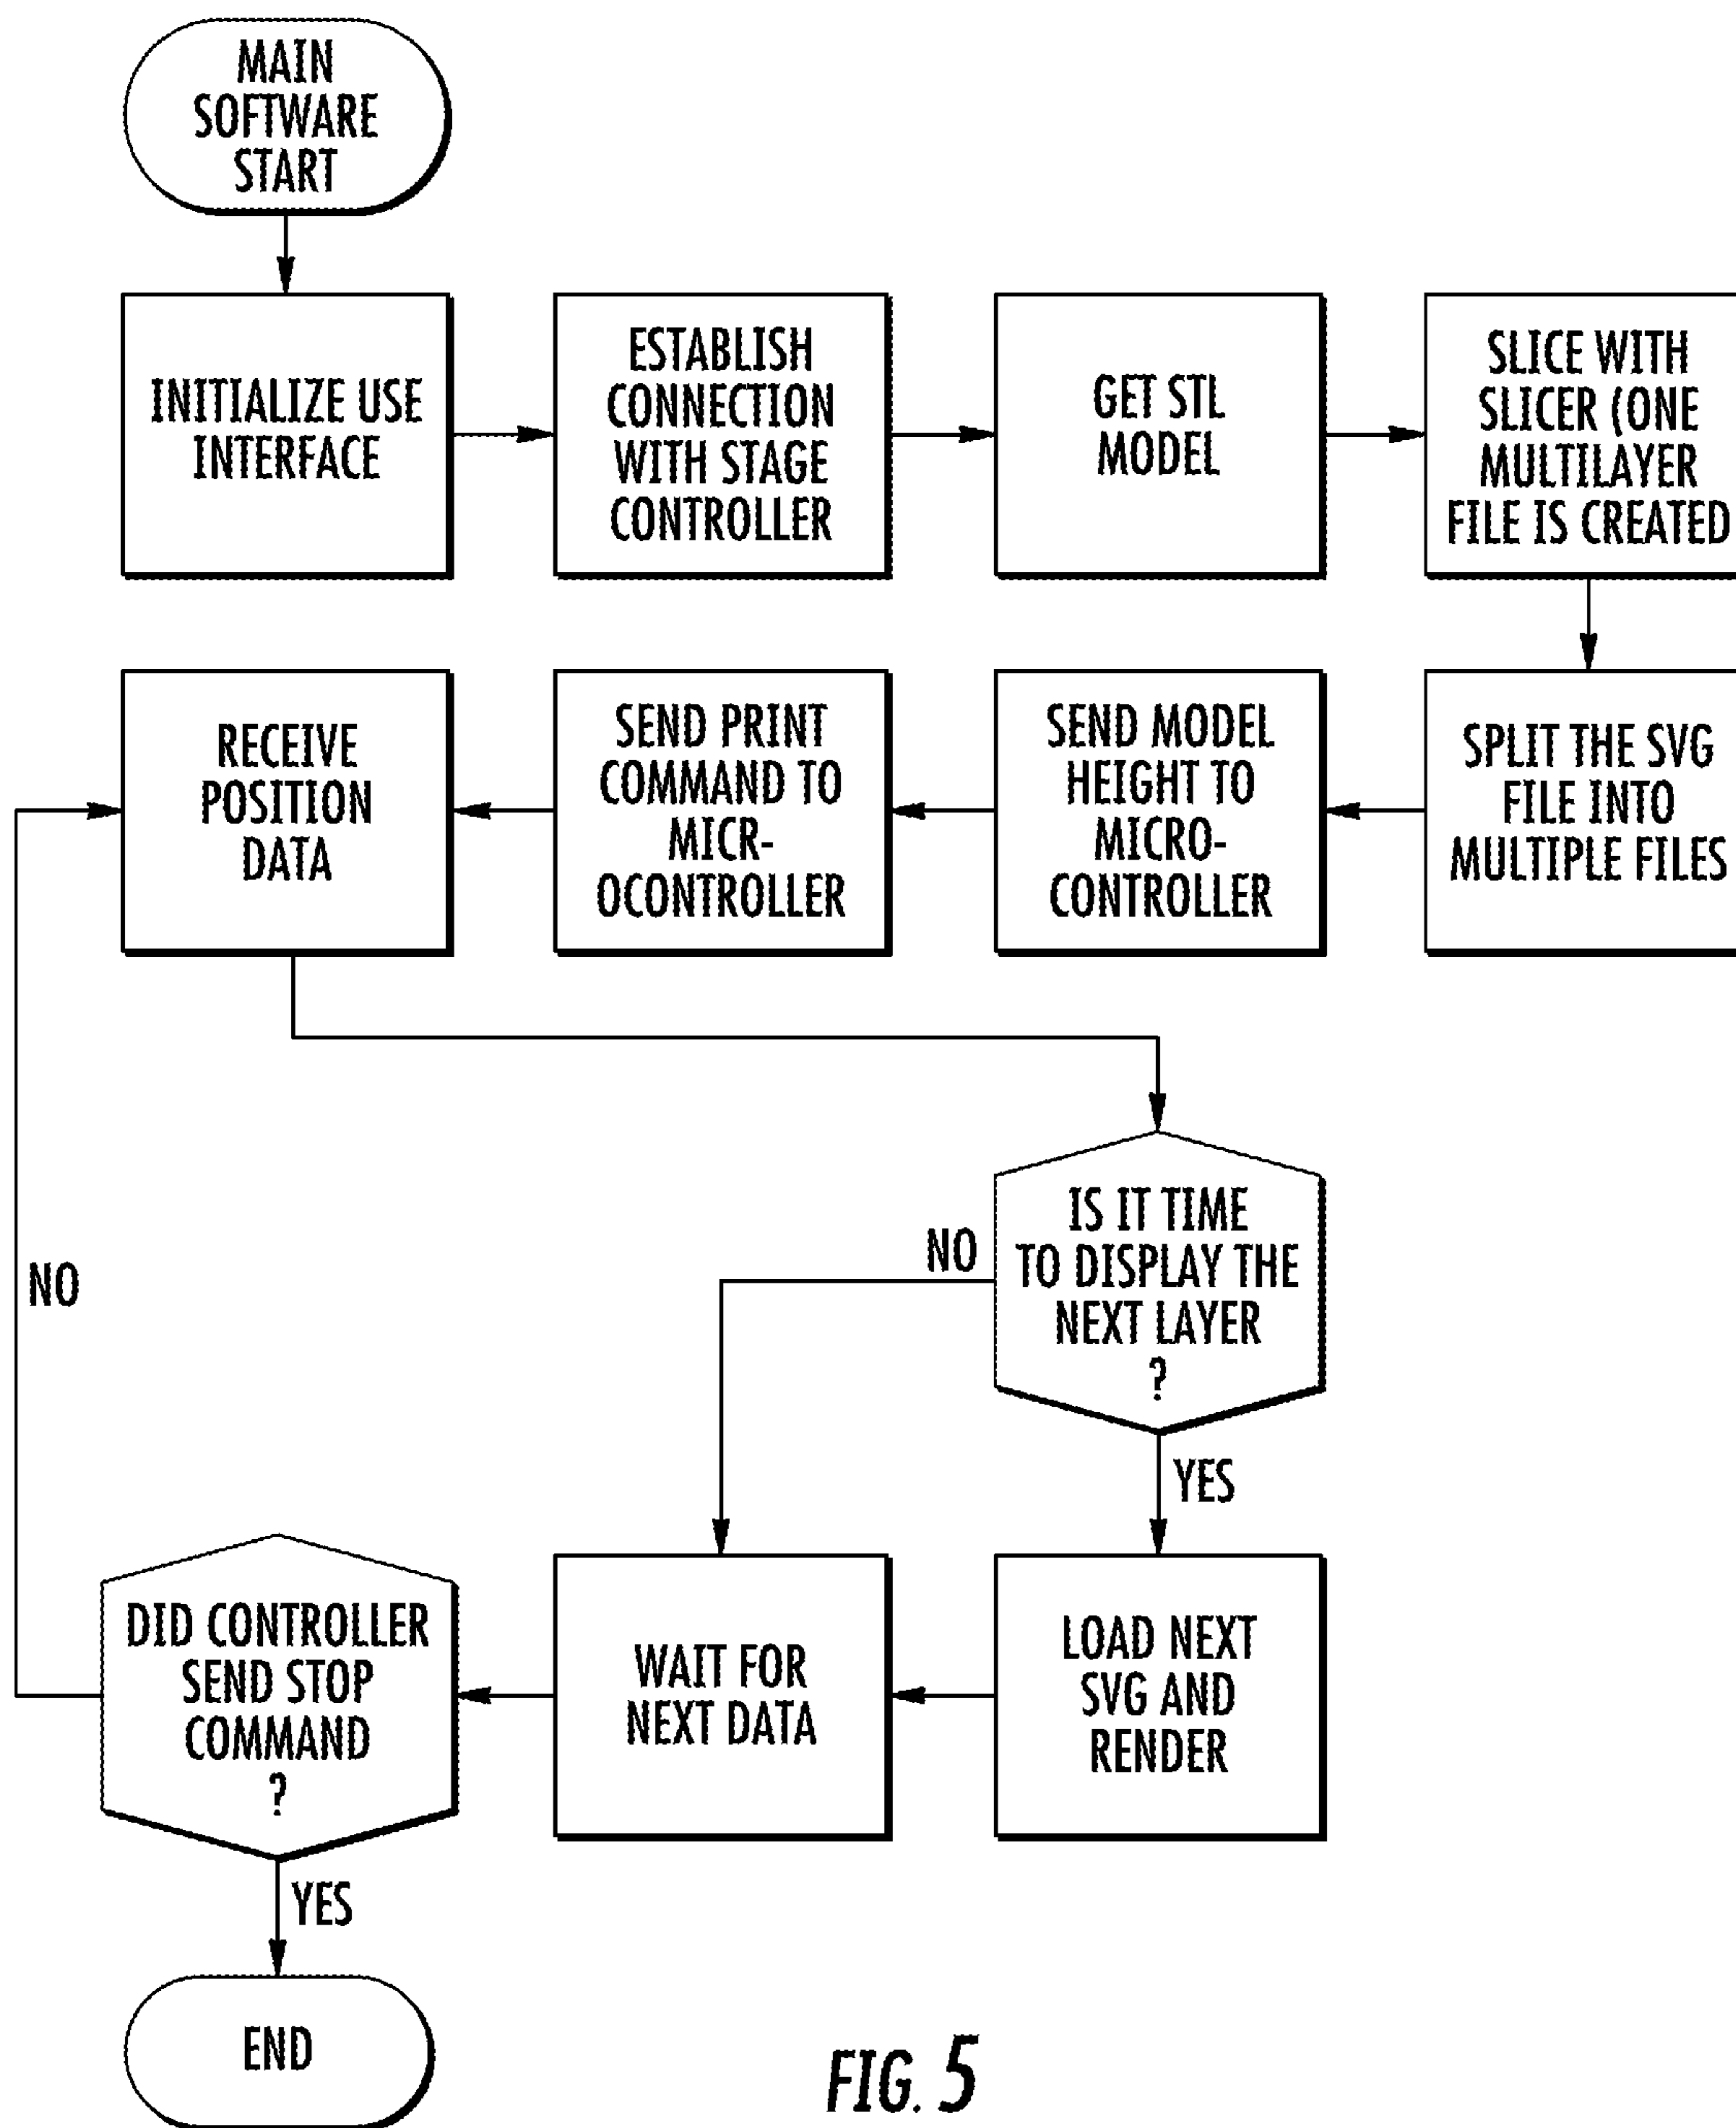 MAIN
SOFTWARE
START
INITIALIZE USE
INTERFACE
ESTABLISH
CONNECTION
WITH STAGE
CONTROLLER
GET STL
MODEL
SLICE WITH
SLICER (ONE
MULTILAYER
FILE IS CREATED
SPLIT THE SVG
FILE INTO
MULTIPLE FILES
SEND MODEL
HEIGHT TO
MICRO-
CONTROLLER
SEND PRINT
COMMAND TO
MICR-
OCONTROLLER
RECEIVE
POSITION
DATA
IS IT TIME
TO DISPLAY THE
NEXT LAYER
?
NO
YES
LOAD NEXT
SVG AND
RENDER
WAIT FOR
NEXT DATA
DID CONTROLLER
SEND STOP
COMMAND
?
NO
YES
END
FIG. 5